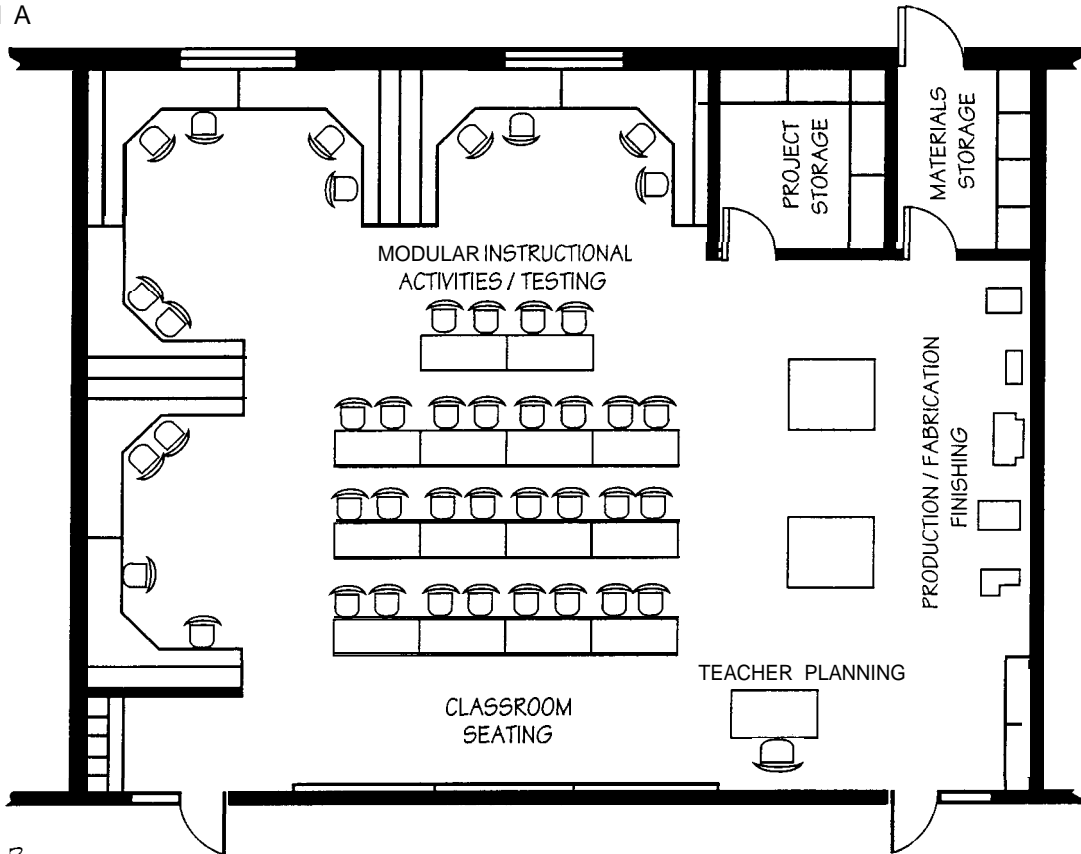 A
PROJECT
STORAGE
MATERIALS
STORAGE
MODULAR INSTRUCTIONAL
ACTIVITIES / TESTING
PRODUCTION / FABRICATION
FINISHING
TEACHER PLANNING
CLASSROOM
SEATING